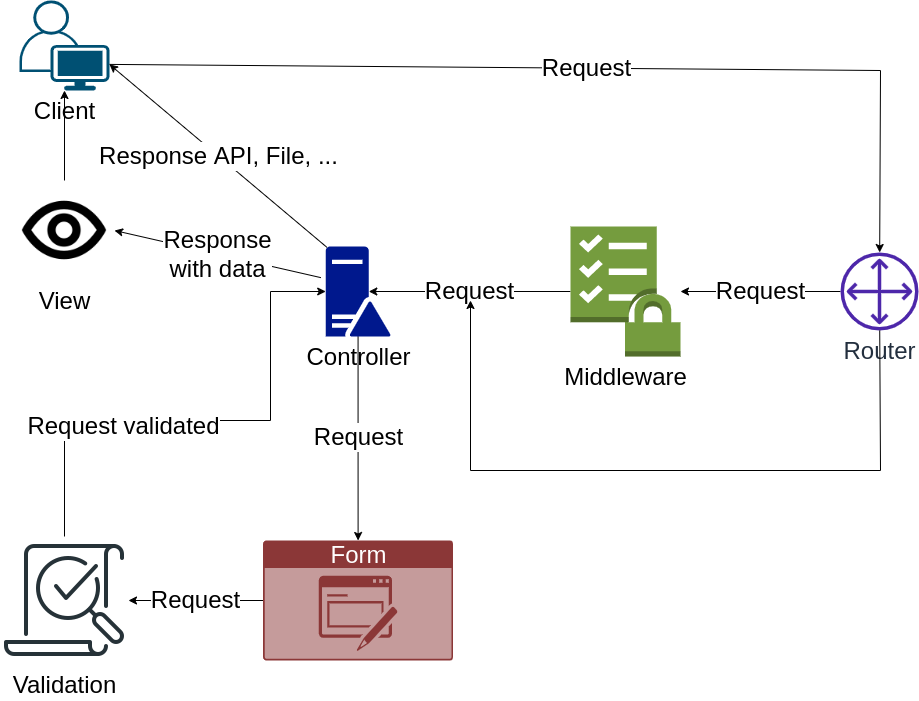 Request
Client
Response API, File, ...
Response
with data
View
Request
Request
Controller
Router
Middleware
Request validated
Request
Form
Request
Validation